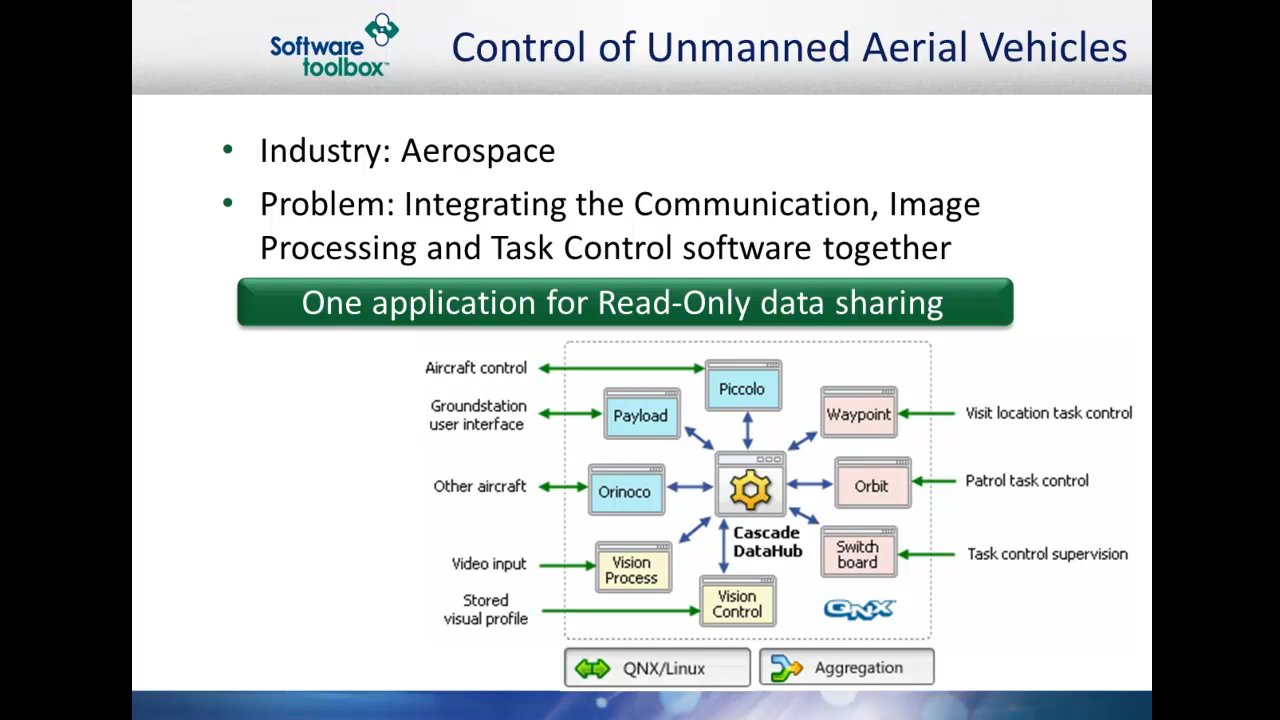 Software
toolbox™
Control of Unmanned Aerial Vehicles
• Industry: Aerospace
• Problem: Integrating the Communication, Image
Processing and Task Control software together
One application for Read-Only data sharing
Aircraft control
Piccolo
Groundstation
user interface
Payload
Waypoint
Visit location task control
Other aircraft
Orinoco
Orbit
Patrol task control
Cascade
DataHub
Video input
Vision
Process
Switch
board
Task control supervision
Stored
visual profile
Vision
Control
QNX
QNX/Linux
Aggregation